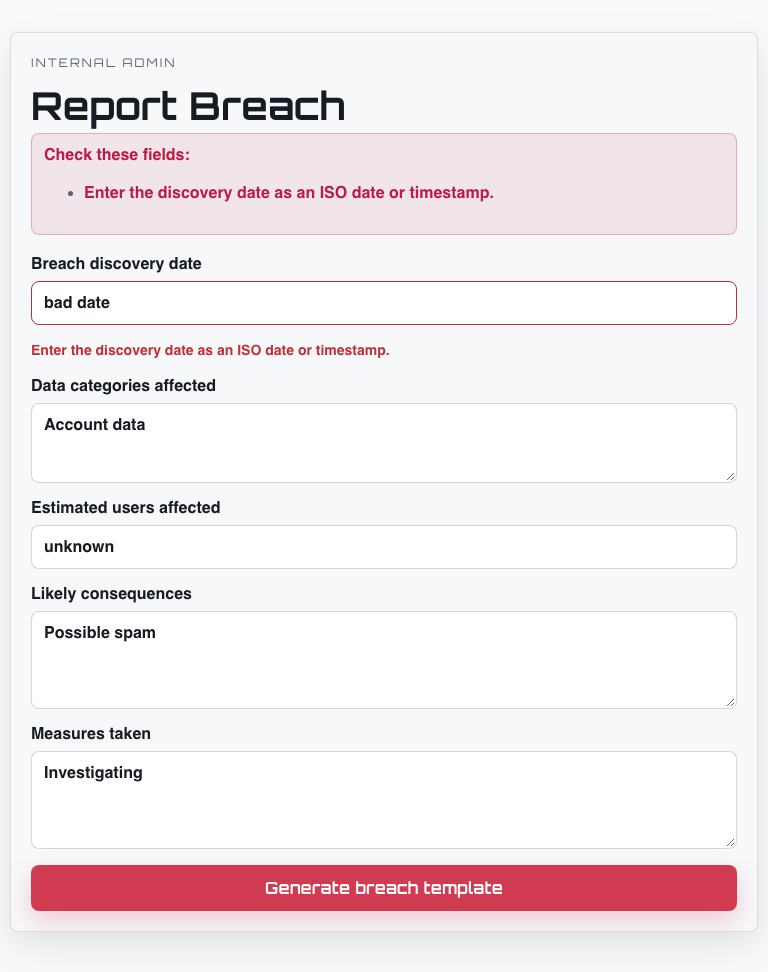 INTERNAL ADMIN
Report Breach
Check these fields:
Enter the discovery date as an ISO date or timestamp.
Breach discovery date
bad date
Enter the discovery date as an ISO date or timestamp.
Data categories affected
Account data
Estimated users affected
unknown
Likely consequences
Possible spam
Measures taken
Investigating
Generate breach template